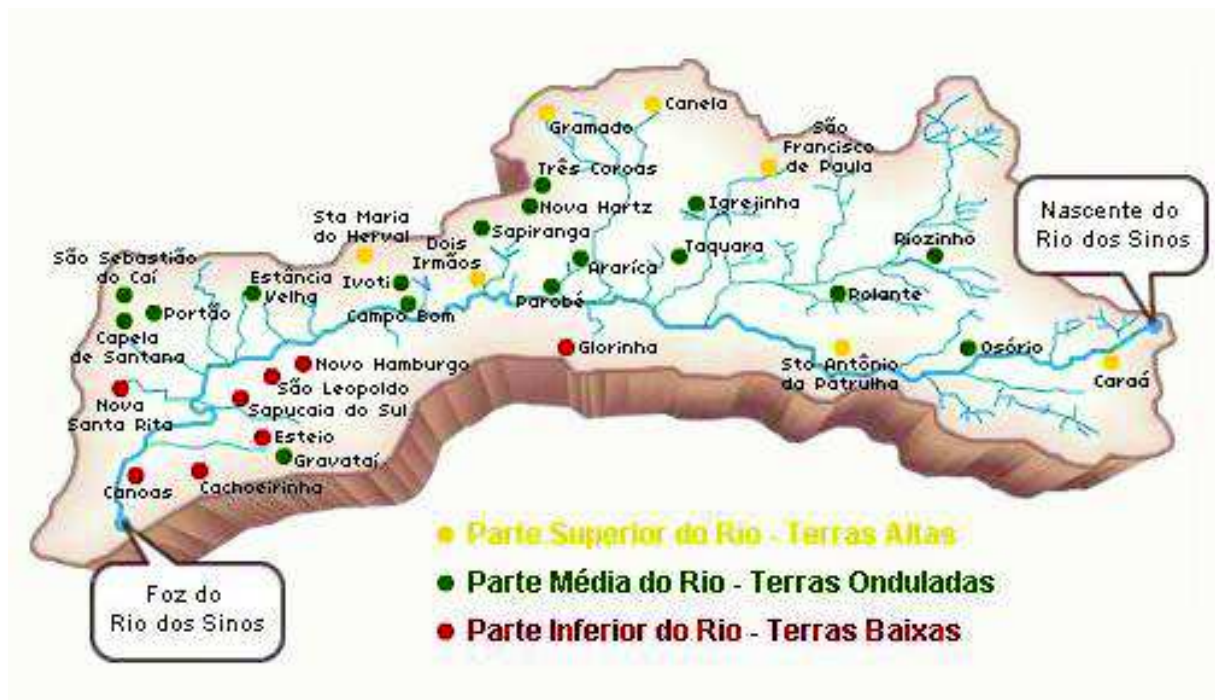 Canela
Gramado
São
Francisco
de Paula
Três Coroas
Nova Hartz
Igrejinha
Nascente do
Rio dos Sinos
Sta Maria
do Herval
Sapiranga
Dois
Irmãos
Taquara
Riozinho
São Sebastião
do Caí
Estância
Velha
Ivoti
Araríca
Parobé
Rolante
Portão
Campo Bom
Capela
de Santana
Glorinha
Sto Antônio
da Patrulha
Osório
Caraá
Novo Hamburgo
São Leopoldo
Sapucaia do Sul
Nova
Santa Rita
Esteio
Gravataí
Canoas
Cachoeirinha
Foz do
Rio dos Sinos
Parte Superior do Rio - Terras Altas
Parte Média do Rio - Terras Onduladas
Parte Inferior do Rio - Terras Baixas